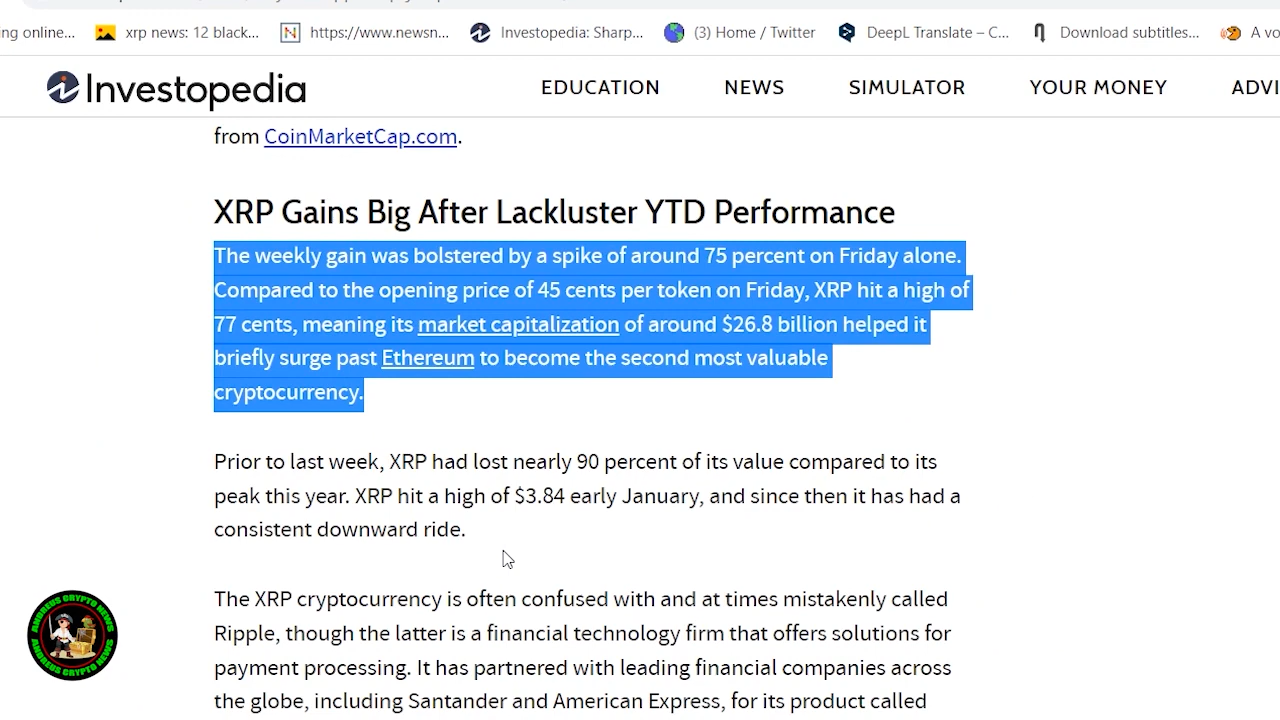 ing online...
xrp news: 12 black...
https://www.newsn...
Investopedia: Sharp...
(3) Home / Twitter
DeepL Translate – C...
Download subtitles...
A vo
Investopedia
EDUCATION
NEWS
SIMULATOR
YOUR MONEY
ADVI
from CoinMarketCap.com.
XRP Gains Big After Lackluster YTD Performance
The weekly gain was bolstered by a spike of around 75 percent on Friday alone.
Compared to the opening price of 45 cents per token on Friday, XRP hit a high of
77 cents, meaning its market capitalization of around $26.8 billion helped it
briefly surge past Ethereum to become the second most valuable
cryptocurrency.
Prior to last week, XRP had lost nearly 90 percent of its value compared to its
peak this year. XRP hit a high of $3.84 early January, and since then it has had a
consistent downward ride.
The XRP cryptocurrency is often confused with and at times mistakenly called
Ripple, though the latter is a financial technology firm that offers solutions for
payment processing. It has partnered with leading financial companies across
the globe, including Santander and American Express, for its product called
ANDREUS CRYPTO NEWS
ANDREUS CRYPTO NEWS